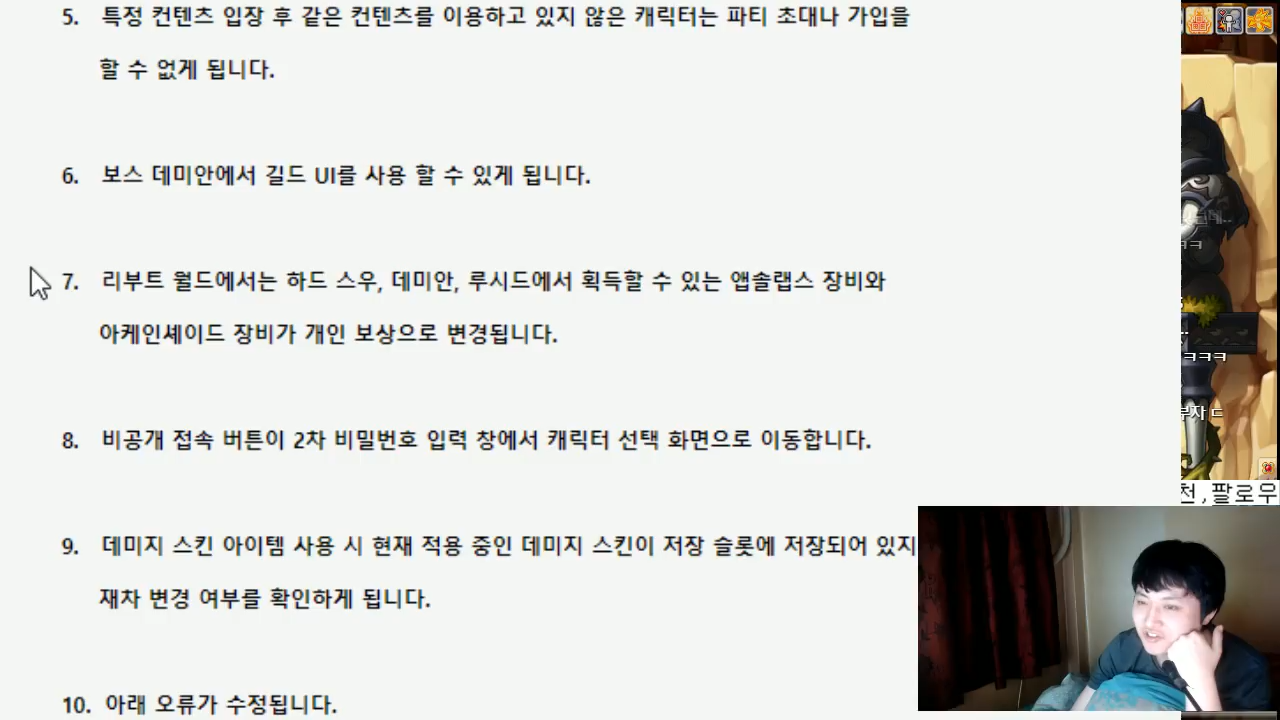 5. 특정 컨텐츠 입장 후 같은 컨텐츠를 이용하고 있지 않은 캐릭터는 파티 초대나 가입을
할 수 없게 됩니다.
6. 보스 데미안에서 길드 UI를 사용 할 수 있게 됩니다.
7. 리부트 월드에서는 하드 스우, 데미안, 루시드에서 획득할 수 있는 앱솔랩스 장비와
아케인셰이드 장비가 개인 보상으로 변경됩니다.
8. 비공개 접속 버튼이 2차 비밀번호 입력 창에서 캐릭터 선택 화면으로 이동합니다.
9. 데미지 스킨 아이템 사용 시 현재 적용 중인 데미지 스킨이 저장 슬롯에 저장되어 있지
재차 변경 여부를 확인하게 됩니다.
10. 아래 오류가 수정됩니다.
ㅋㅋㅋ
천,팔로우